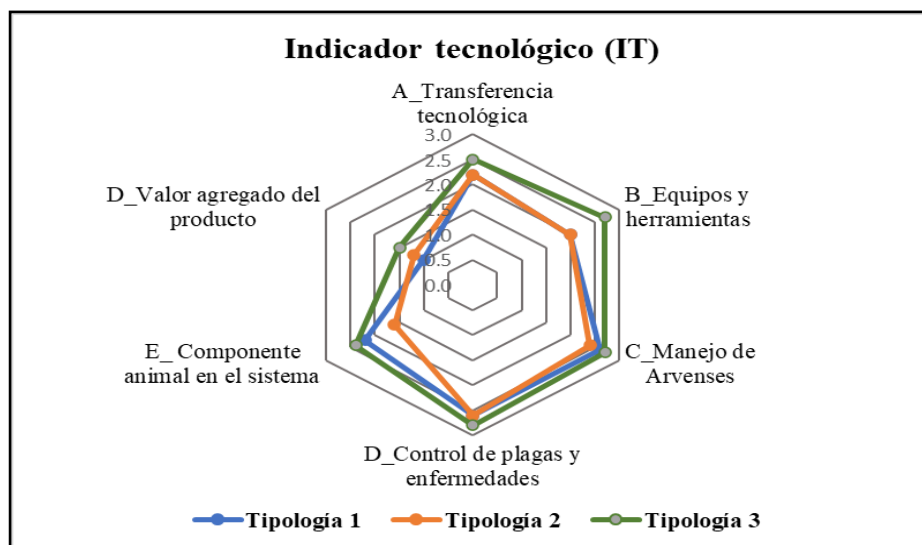 Indicador tecnológico (IT)
A_Transferencia
tecnológica
3.0
2.5
2.0
1.5
1.0
0.5
0.0
B_Equipos y
herramientas
C_Manejo de
Arvenses
D_Control de plagas y
enfermedades
E_ Componente
animal en el sistema
D_Valor agregado del
producto
Tipología 1
Tipología 2
Tipología 3